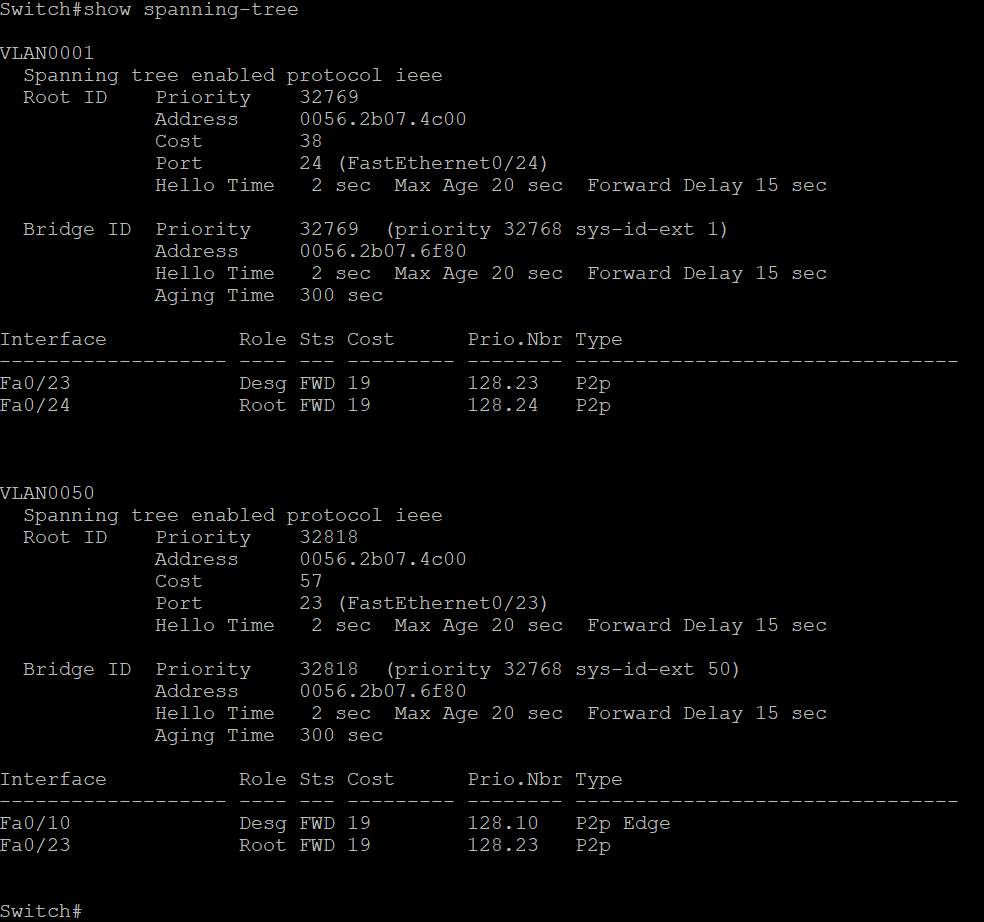 Switch#show spanning-tree

VLAN0001
  Spanning tree enabled protocol ieee
  Root ID    Priority    32769
             Address     0056.2b07.4c00
             Cost        38
             Port        24 (FastEthernet0/24)
             Hello Time   2 sec  Max Age 20 sec  Forward Delay 15 sec

  Bridge ID  Priority    32769  (priority 32768 sys-id-ext 1)
             Address     0056.2b07.6f80
             Hello Time   2 sec  Max Age 20 sec  Forward Delay 15 sec
             Aging Time  300 sec

Interface           Role Sts Cost      Prio.Nbr Type
------------------- ---- --- --------- -------- --------------------------------
Fa0/23              Desg FWD 19        128.23   P2p
Fa0/24              Root FWD 19        128.24   P2p

VLAN0050
  Spanning tree enabled protocol ieee
  Root ID    Priority    32818
             Address     0056.2b07.4c00
             Cost        57
             Port        23 (FastEthernet0/23)
             Hello Time   2 sec  Max Age 20 sec  Forward Delay 15 sec

  Bridge ID  Priority    32818  (priority 32768 sys-id-ext 50)
             Address     0056.2b07.6f80
             Hello Time   2 sec  Max Age 20 sec  Forward Delay 15 sec
             Aging Time  300 sec

Interface           Role Sts Cost      Prio.Nbr Type
------------------- ---- --- --------- -------- --------------------------------
Fa0/10              Desg FWD 19        128.10   P2p Edge
Fa0/23              Root FWD 19        128.23   P2p

Switch#